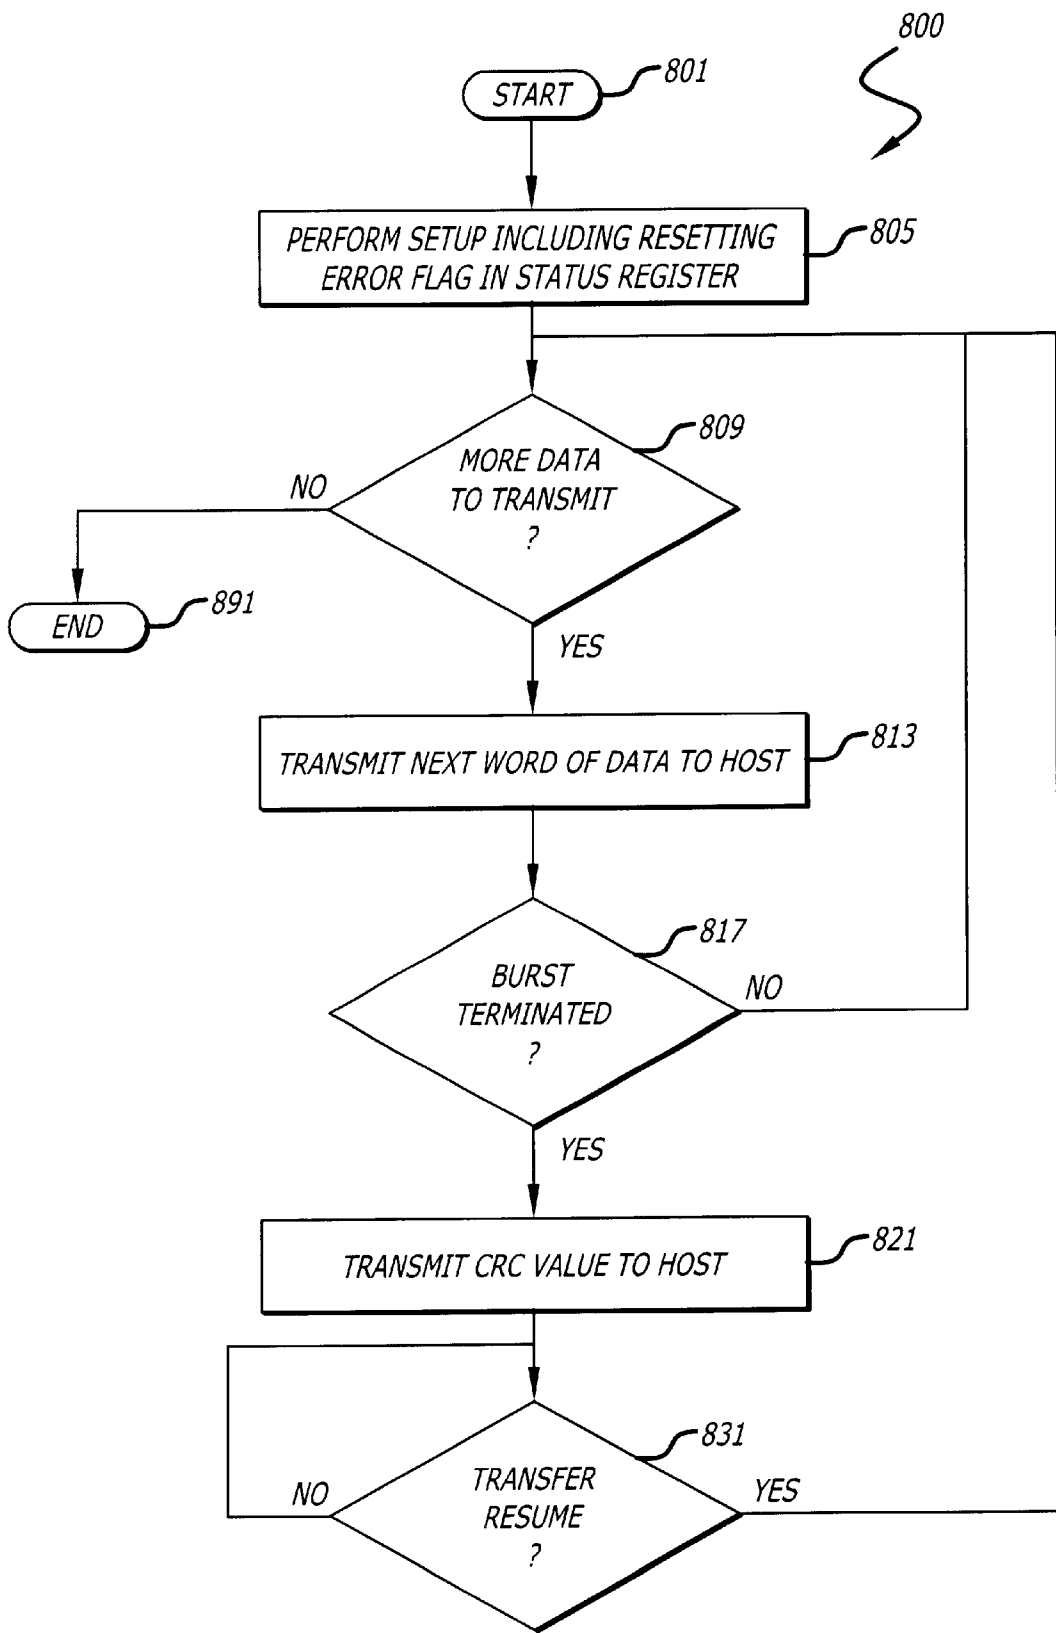 800
START
801
PERFORM SETUP INCLUDING RESETTING
ERROR FLAG IN STATUS REGISTER
805
MORE DATA
TO TRANSMIT
?
809
NO
END
891
YES
TRANSMIT NEXT WORD OF DATA TO HOST
813
BURST
TERMINATED
?
817
NO
YES
TRANSMIT CRC VALUE TO HOST
821
TRANSFER
RESUME
?
831
NO
YES